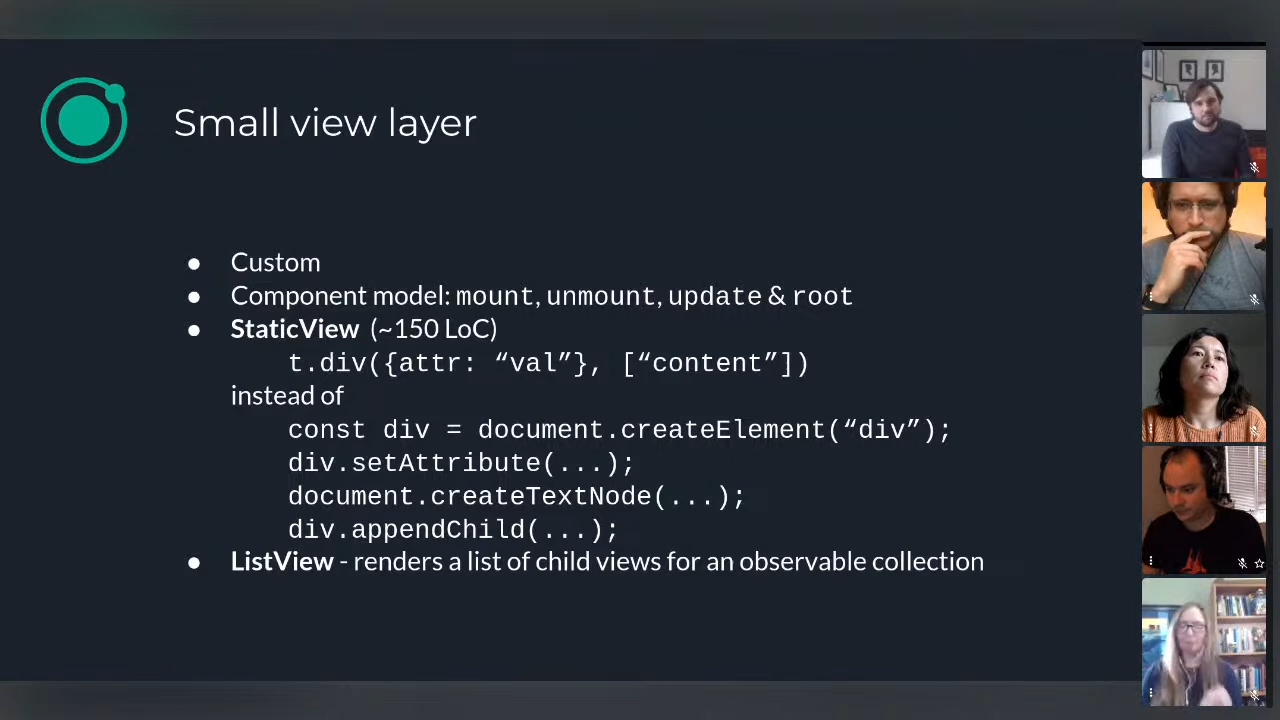 Small view layer
● Custom
● Component model: mount, unmount, update & root
● StaticView (~150 LoC)
t.div({attr: “val”}, [“content”])
instead of
const div = document.createElement(“div”);
div.setAttribute(...);
document.createTextNode(...);
div.appendChild(...);
● ListView - renders a list of child views for an observable collection